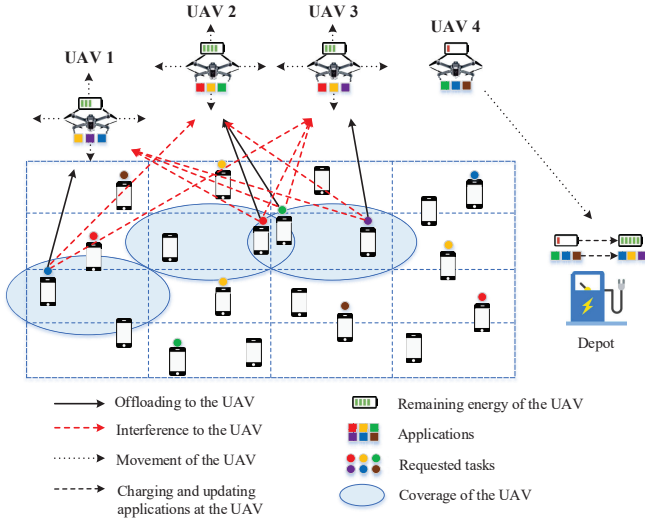 UAV 1
UAV 2
UAV 3
UAV 4
Depot
Offloading to the UAV
Interference to the UAV
Movement of the UAV
Charging and updating
applications at the UAV
Remaining energy of the UAV
Applications
Requested tasks
Coverage of the UAV